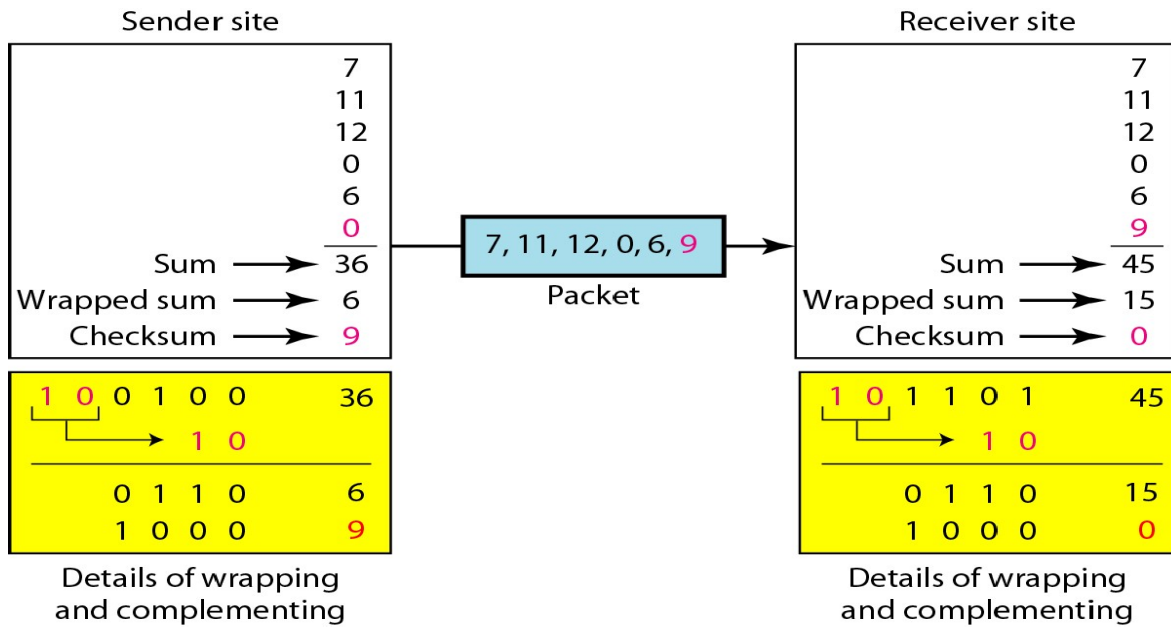 Sender site
7
11
12
0
6
0
Sum 36
Wrapped sum 6
Checksum 9
1 0 0 1 0 0 36
1 0
0 1 1 0 6
1 0 0 0 9
Details of wrapping
and complementing
7, 11, 12, 0, 6, 9
Packet
Receiver site
7
11
12
0
6
9
Sum 45
Wrapped sum 15
Checksum 0
1 0 1 1 0 1 45
1 0
0 1 1 0 15
1 0 0 0 0
Details of wrapping
and complementing